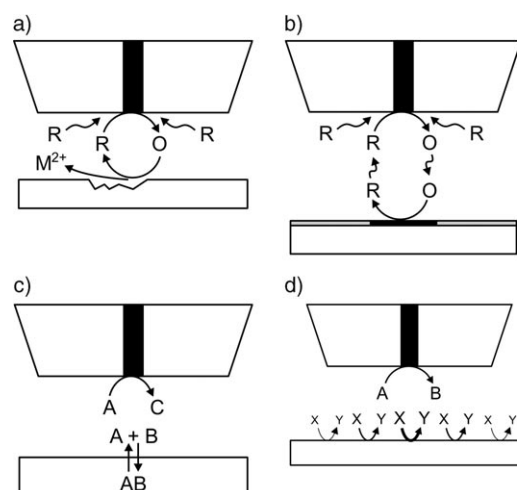 a)
R R O R
M²⁺
b)
R R O R
R O
c)
A C
A + B
AB
d)
A B
X Y X Y X Y X Y X Y